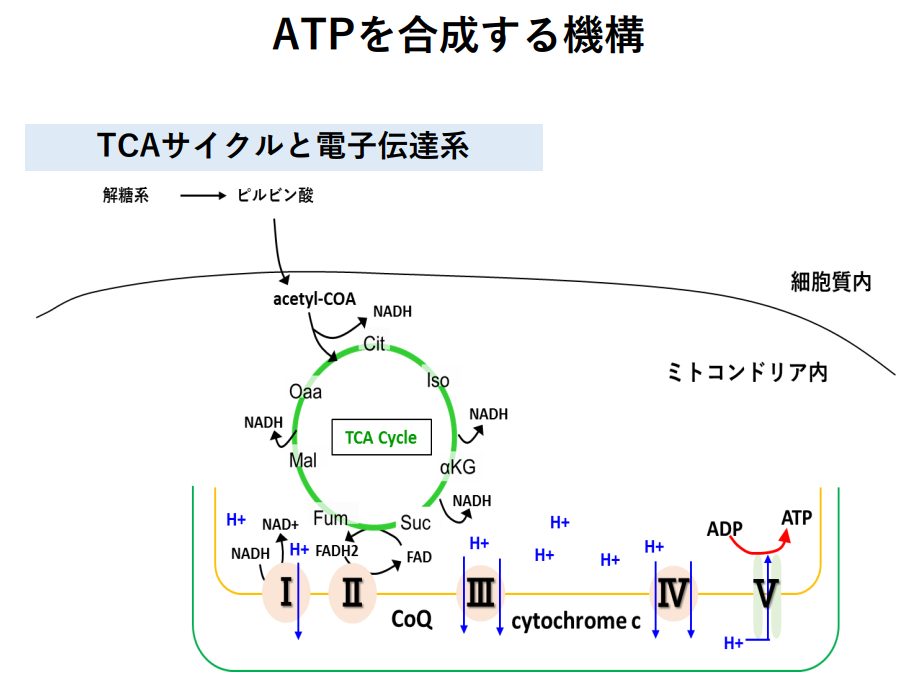 ATPを合成する機構
TCAサイクルと電子伝達系
解糖系
ピルビン酸
細胞質内
acetyl-COA
NADH
Cit
ミトコンドリア内
Iso
Oaa
NADH
NADH
TCA Cycle
Mal
αKG
NADH
Fum
Suc
H+
NAD+
H+
ADP
ATP
NADH
H+
FADH2
FAD
H+
H+
H+
H+
I
II
III
IV
V
CoQ
cytochrome c
H+